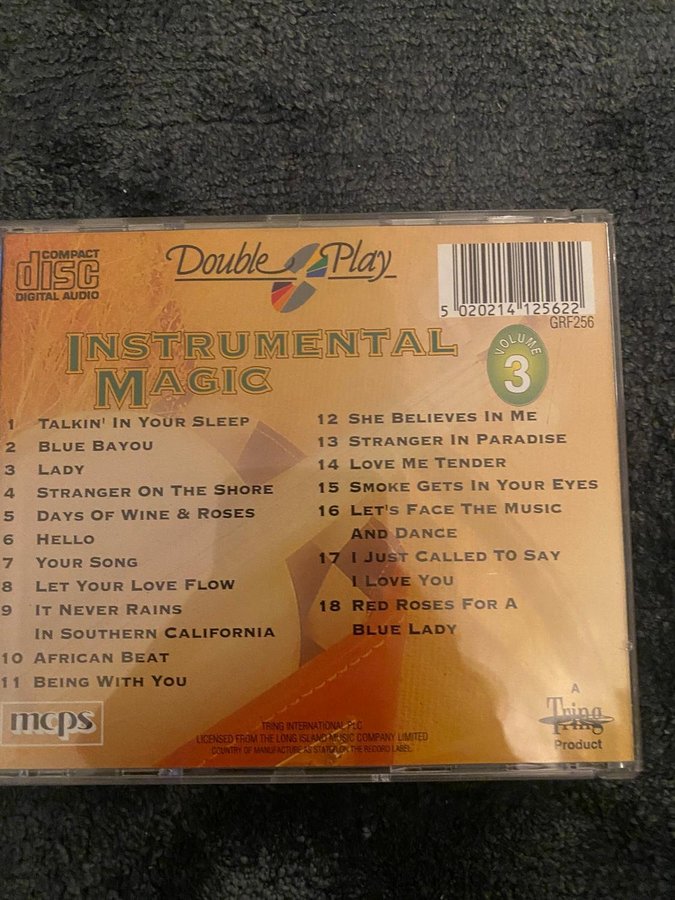 COMPACT
disc
DIGITAL AUDIO
Double Play
5 020214 125622
GRF256
INSTRUMENTAL
MAGIC
VOLUME
3
1 TALKIN' IN YOUR SLEEP
2 BLUE BAYOU
3 LADY
4 STRANGER ON THE SHORE
5 DAYS OF WINE & ROSES
6 HELLO
7 YOUR SONG
8 LET YOUR LOVE FLOW
9 IT NEVER RAINS
IN SOUTHERN CALIFORNIA
10 AFRICAN BEAT
11 BEING WITH YOU
12 SHE BELIEVES IN ME
13 STRANGER IN PARADISE
14 LOVE ME TENDER
15 SMOKE GETS IN YOUR EYES
16 LET'S FACE THE MUSIC
AND DANCE
17 I JUST CALLED TO SAY
I LOVE YOU
18 RED ROSES FOR A
BLUE LADY
mcps
TRING INTERNATIONAL PLC
LICENSED FROM THE LONG ISLAND MUSIC COMPANY LIMITED
COUNTRY OF MANUFACTURE AS STATED ON THE RECORD LABEL.
A
Tring
Tring
Product